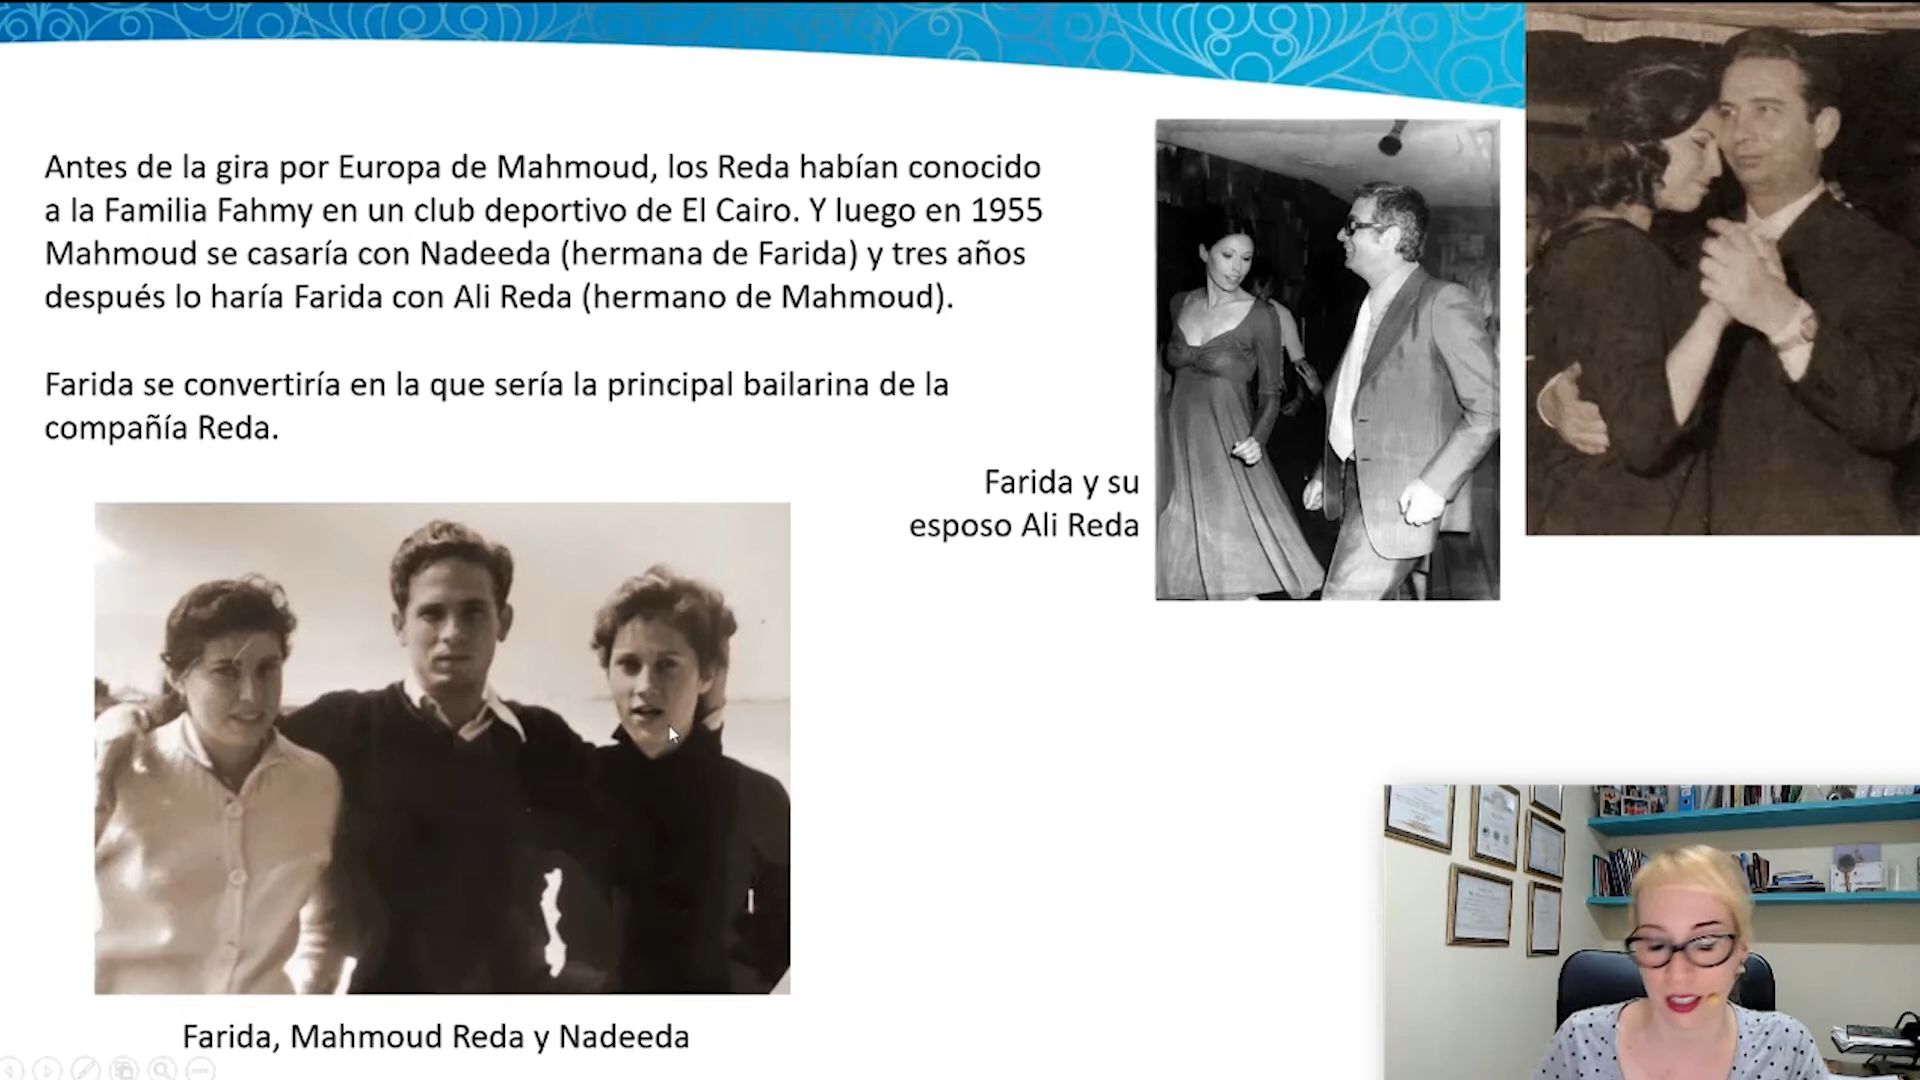 Antes de la gira por Europa de Mahmoud, los Reda habían conocido
a la Familia Fahmy en un club deportivo de El Cairo. Y luego en 1955
Mahmoud se casaría con Nadeeda (hermana de Farida) y tres años
después lo haría Farida con Ali Reda (hermano de Mahmoud).
Farida se convertiría en la que sería la principal bailarina de la
compañía Reda.
Farida y su
esposo Ali Reda
Farida, Mahmoud Reda y Nadeeda